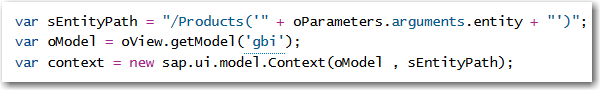 var sEntityPath = "/Products('" + oParameters.arguments.entity + "')";
var oModel = oView.getModel('gbi');
var context = new sap.ui.model.Context(oModel , sEntityPath);